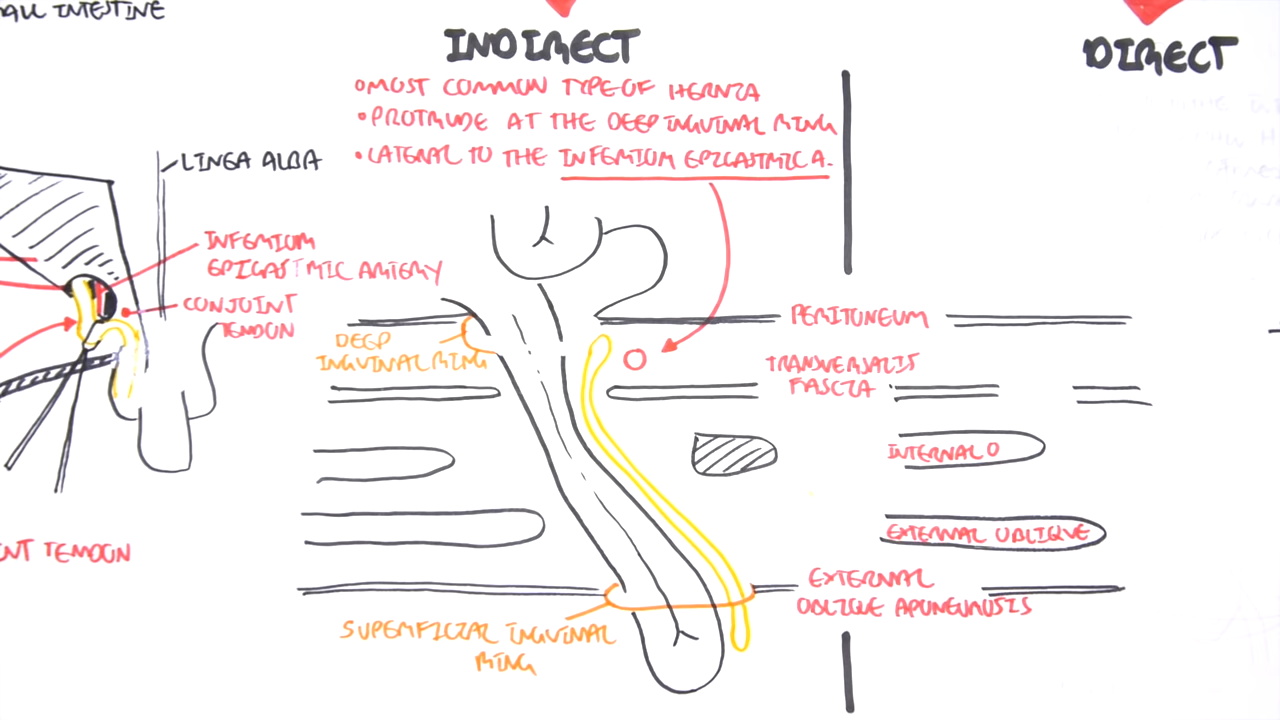 ALL INTESTINE
INDIRECT
DIRECT
•MOST COMMON TYPE OF HERNIA
•PROTRUDE AT THE DEEP INGUINAL RING
•LATERAL TO THE INFERIOR EPIGASTRIC A.
LINEA ALBA
INFERIOR
EPIGASTRIC ARTERY
CONJOINT
TENDON
DEEP
INGUINAL RING
PERITONEUM
TRANSVERSALIS
FASCIA
INTERNAL O
EXTERNAL OBLIQUE
NT TENDON
EXTERNAL
OBLIQUE APONEUROSIS
SUPERFICIAL INGUINAL
RING